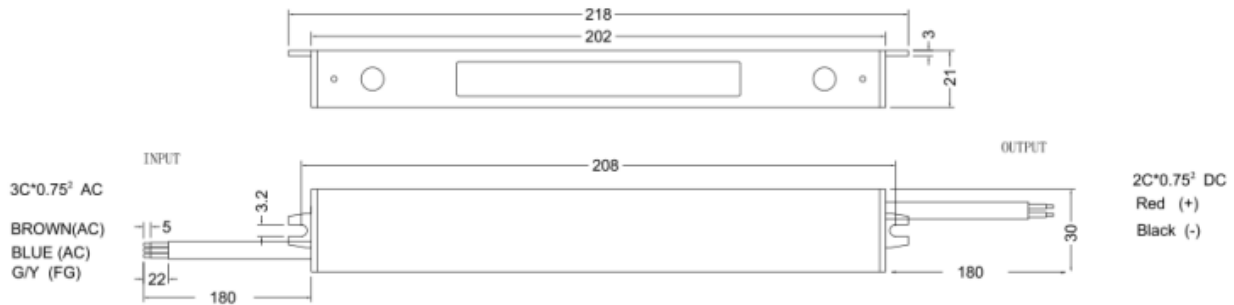 218
202
3
21
INPUT
OUTPUT
208
3C*0.75² AC
2C*0.75² DC
3.2
Red (+)
BROWN(AC)
5
30
Black (-)
BLUE (AC)
G/Y (FG)
22
180
180